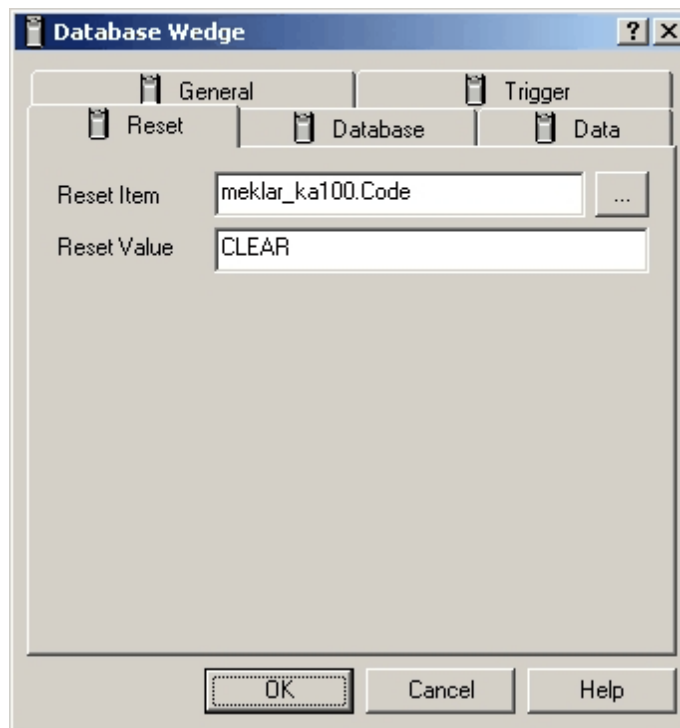 Database Wedge
General Trigger
Reset Database Data
Reset Item meklar_ka100.Code ...
Reset Value CLEAR
OK Cancel Help